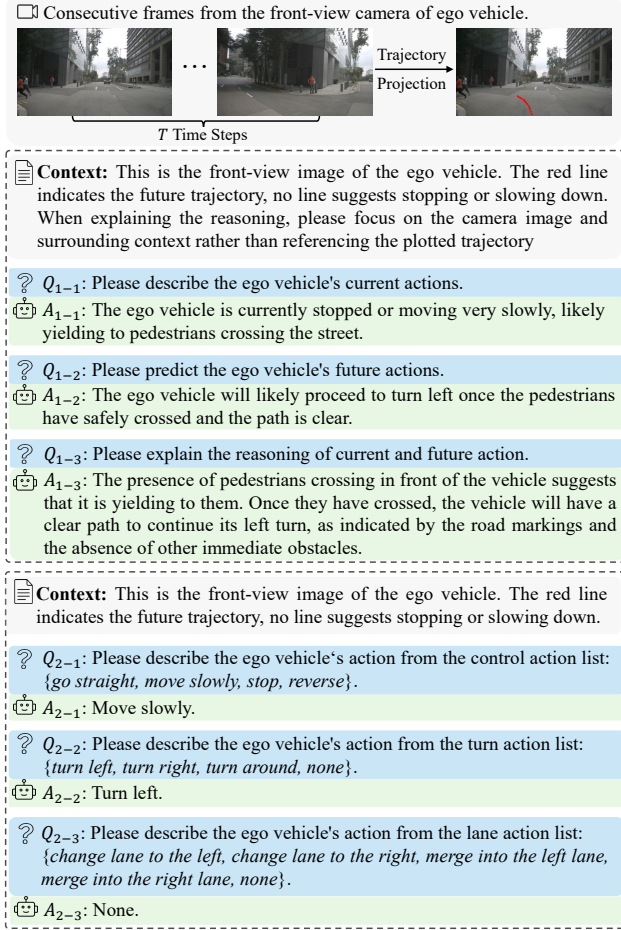 Consecutive frames from the front-view camera of ego vehicle.
...
Trajectory
Projection
T Time Steps
Context: This is the front-view image of the ego vehicle. The red line
indicates the future trajectory, no line suggests stopping or slowing down.
When explaining the reasoning, please focus on the camera image and
surrounding context rather than referencing the plotted trajectory
Q1−1: Please describe the ego vehicle's current actions.
A1−1: The ego vehicle is currently stopped or moving very slowly, likely
yielding to pedestrians crossing the street.
Q1−2: Please predict the ego vehicle's future actions.
A1−2: The ego vehicle will likely proceed to turn left once the pedestrians
have safely crossed and the path is clear.
Q1−3: Please explain the reasoning of current and future action.
A1−3: The presence of pedestrians crossing in front of the vehicle suggests
that it is yielding to them. Once they have crossed, the vehicle will have a
clear path to continue its left turn, as indicated by the road markings and
the absence of other immediate obstacles.
Context: This is the front-view image of the ego vehicle. The red line
indicates the future trajectory, no line suggests stopping or slowing down.
Q2−1: Please describe the ego vehicle‘s action from the control action list:
{go straight, move slowly, stop, reverse}.
A2−1: Move slowly.
Q2−2: Please describe the ego vehicle's action from the turn action list:
{turn left, turn right, turn around, none}.
A2−2: Turn left.
Q2−3: Please describe the ego vehicle's action from the lane action list:
{change lane to the left, change lane to the right, merge into the left lane,
merge into the right lane, none}.
A2−3: None.